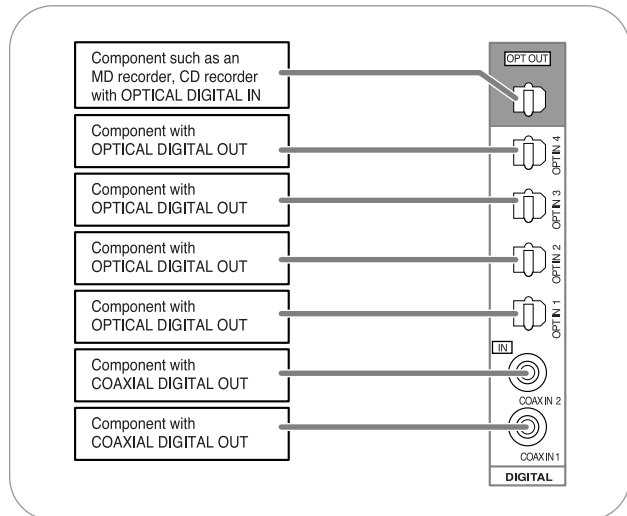 Component such as an
MD recorder, CD recorder
with OPTICAL DIGITAL IN
OPT OUT
Component with
OPTICAL DIGITAL OUT
OPT IN 4
Component with
OPTICAL DIGITAL OUT
OPT IN 3
Component with
OPTICAL DIGITAL OUT
OPT IN 2
Component with
OPTICAL DIGITAL OUT
OPT IN 1
IN
Component with
COAXIAL DIGITAL OUT
COAX IN 2
Component with
COAXIAL DIGITAL OUT
COAX IN 1
DIGITAL